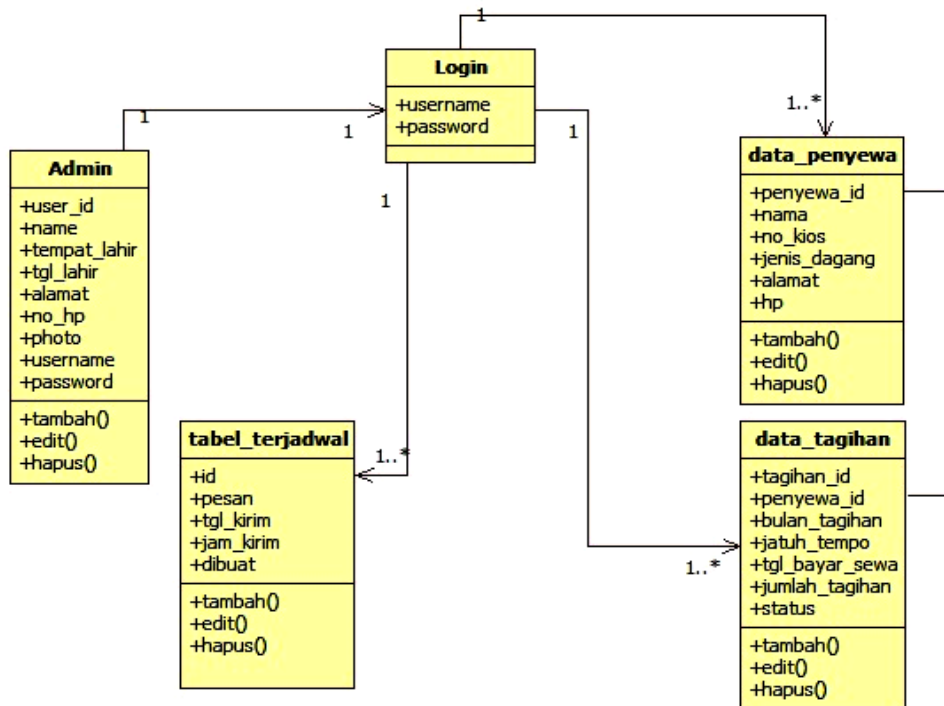 Login
+username
+password
Admin
+user_id
+name
+tempat_lahir
+tgl_lahir
+alamat
+no_hp
+photo
+username
+password
+tambah()
+edit()
+hapus()
tabel_terjadwal
+id
+pesan
+tgl_kirim
+jam_kirim
+dibuat
+tambah()
+edit()
+hapus()
data_penyewa
+penyewa_id
+nama
+no_kios
+jenis_dagang
+alamat
+hp
+tambah()
+edit()
+hapus()
data_tagihan
+tagihan_id
+penyewa_id
+bulan_tagihan
+jatuh_tempo
+tgl_bayar_sewa
+jumlah_tagihan
+status
+tambah()
+edit()
+hapus()
1
1
1
1..*
1
1..*
1
1..*